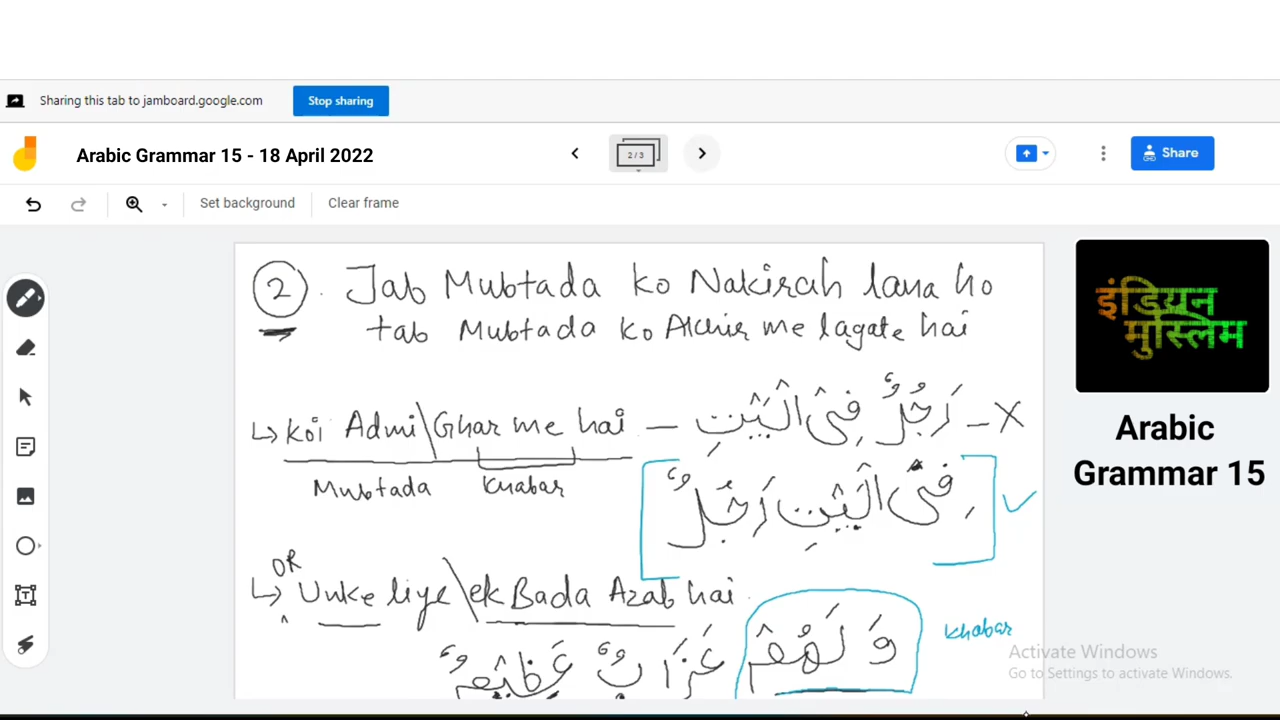 Sharing this tab to jamboard.google.com
Stop sharing
Arabic Grammar 15 - 18 April 2022
2 / 3
Share
Set background
Clear frame
2. Jab Mubtada ko Nakirah lana ho
tab Mubtada ko Akhir me lagate hai
इंडियन
मुस्लिम
Arabic
Grammar 15
↳ Koi Admi\Ghar me hai — رَجُلٌ فِى الْبَيْتِ - X
Mubtada Khabar
فِى الْبَيْتِ رَجُلٌ ✓
OR
↳ Unke liye\ek Bada Azab hai
وَ لَهُمْ عَذَابٌ عَظِيْمٌ
Khabar
Activate Windows
Go to Settings to activate Windows.